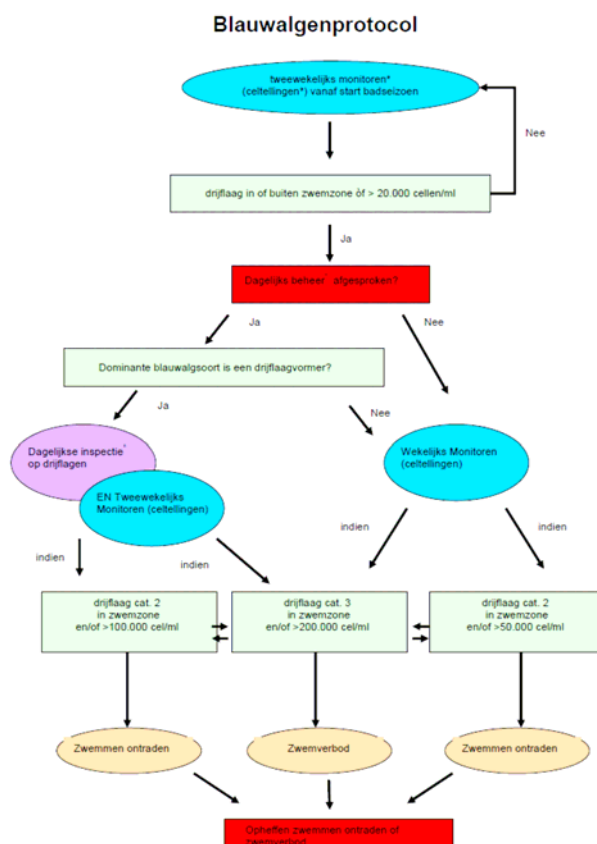 Blauwalgenprotocol
tweewekelijks monitoren*
(celtellingen*) vanaf start badseizoen
Nee
drijflaag in of buiten zwemzone òf > 20.000 cellen/ml
Ja
Dagelijks beheer* afgesproken?
Ja
Nee
Dominante blauwalgsoort is een drijflaagvormer?
Ja
Nee
Dagelijkse inspectie*
op drijflagen
Wekelijks Monitoren
(celtellingen)
EN Tweewekelijks
Monitoren (celtellingen)
indien
indien
indien
indien
drijflaag cat. 2
in zwemzone
en/of >100.000 cel/ml
drijflaag cat. 3
in zwemzone
en/of >200.000 cel/ml
drijflaag cat. 2
in zwemzone
en/of >50.000 cel/ml
Zwemmen ontraden
Zwemverbod
Zwemmen ontraden
Opheffen zwemmen ontraden of
zwemverbod